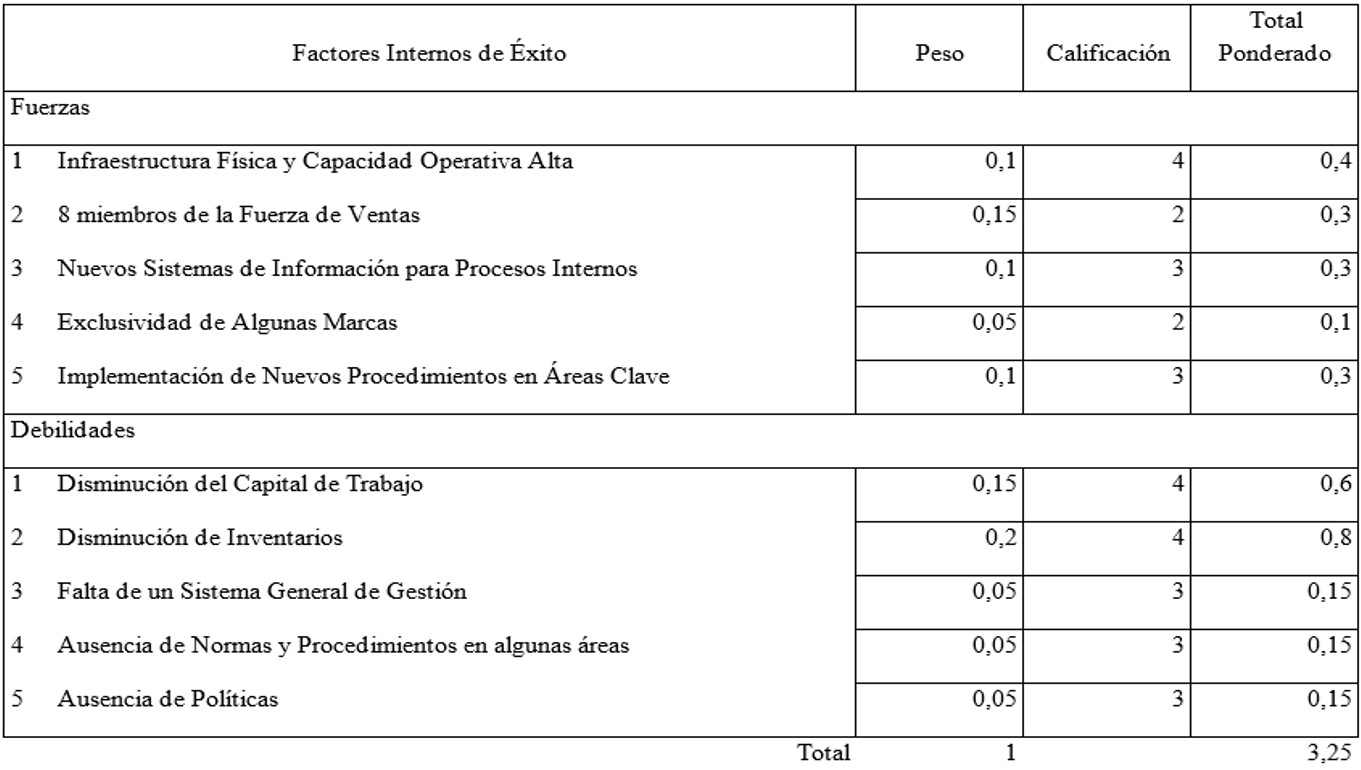 Factores Internos de Éxito Peso Calificación Total Ponderado
Fuerzas
1 Infraestructura Física y Capacidad Operativa Alta 0,1 4 0,4
2 8 miembros de la Fuerza de Ventas 0,15 2 0,3
3 Nuevos Sistemas de Información para Procesos Internos 0,1 3 0,3
4 Exclusividad de Algunas Marcas 0,05 2 0,1
5 Implementación de Nuevos Procedimientos en Áreas Clave 0,1 3 0,3
Debilidades
1 Disminución del Capital de Trabajo 0,15 4 0,6
2 Disminución de Inventarios 0,2 4 0,8
3 Falta de un Sistema General de Gestión 0,05 3 0,15
4 Ausencia de Normas y Procedimientos en algunas áreas 0,05 3 0,15
5 Ausencia de Políticas 0,05 3 0,15
Total 1 3,25